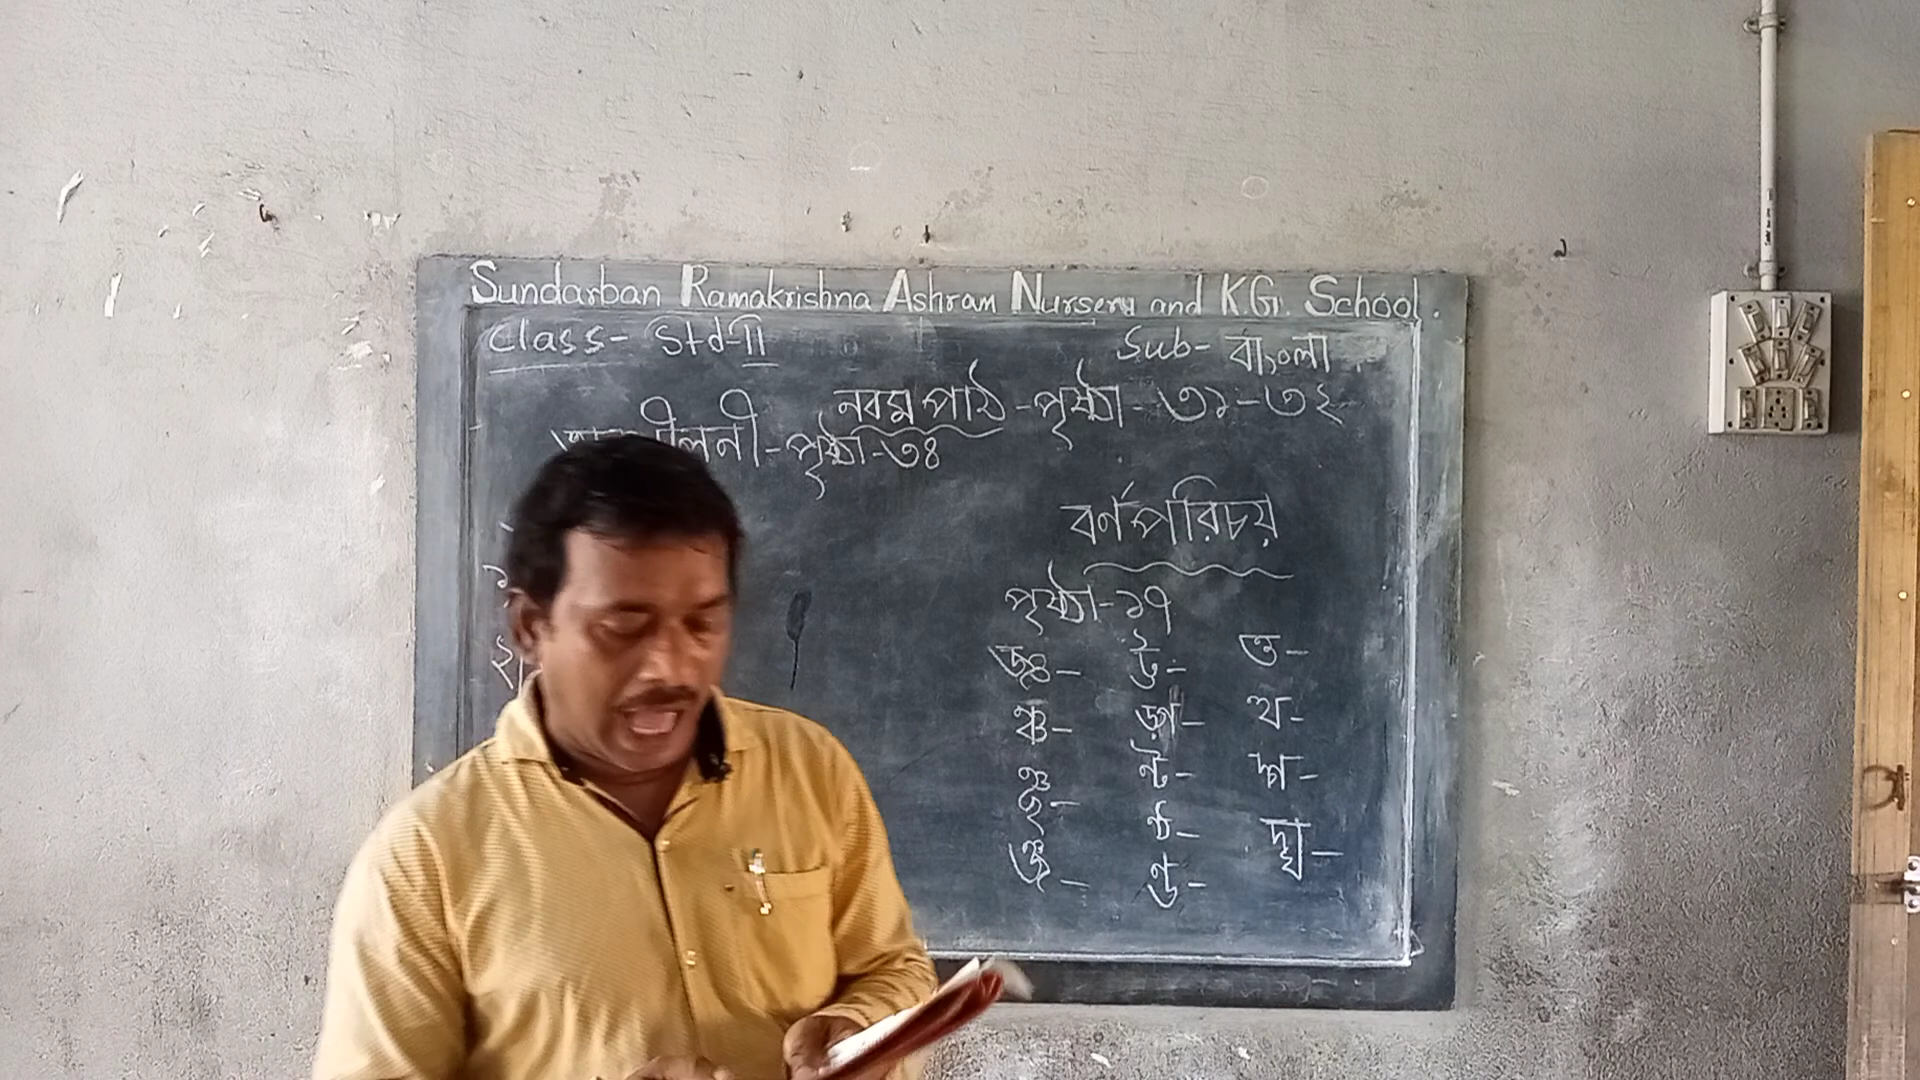 Sundarban Ramakrishna Ashram Nursery and K.G. School.
Class- Std-II Sub- বাংলা
নবম পাঠ - পৃষ্ঠা - ৩১-৩২
পৃষ্ঠা-৩৪
বর্ণপরিচয়
পৃষ্ঠা-১৭
ট্ট- ত্ত-
ঞ্চ- ড্গ- ত্থ-
ঞ্ছ- ণ্ট- দ্গ-
ঞ্জ- ণ্ঠ- দ্ঘ-
ণ্ড-